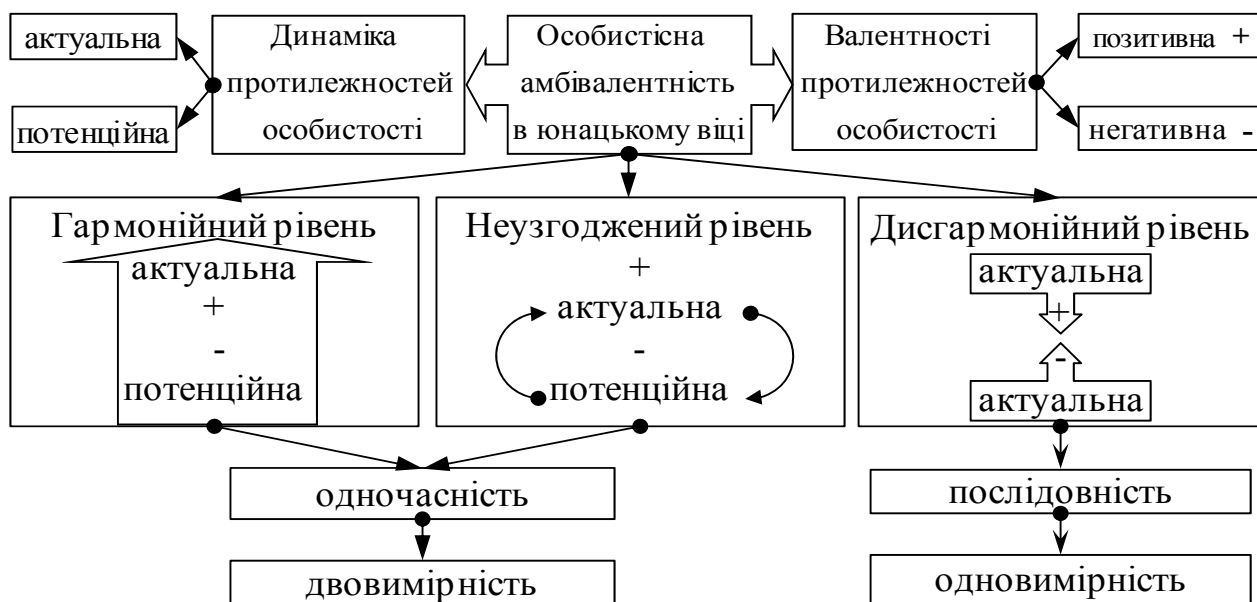 актуальна
потенційна
Динаміка
протилежностей
особистості
Особистісна
амбівалентність
в юнацькому віці
Валентності
протилежностей
особистості
позитивна +
негативна -
Гармонійний рівень
актуальна
+
-
потенційна
Неузгоджений рівень
+
актуальна
-
потенційна
Дисгармонійний рівень
актуальна
+
-
актуальна
одночасність
двовимірність
послідовність
одновимірність